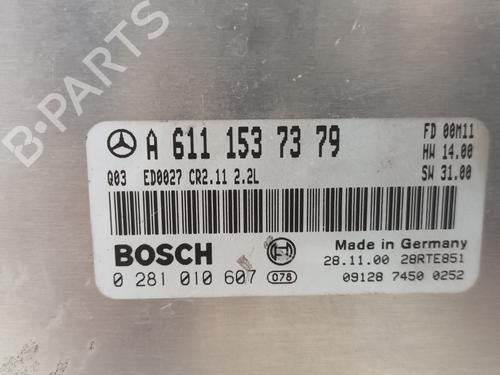 B-PARTS
A 611 153 73 79
FD 00M11
HW 14.00
SW 31.00
Q03 ED0027 CR2.11 2.2L
BOSCH
0 281 010 607 078
Made in Germany
28.11.00 28RTE851
09128 7450 0252